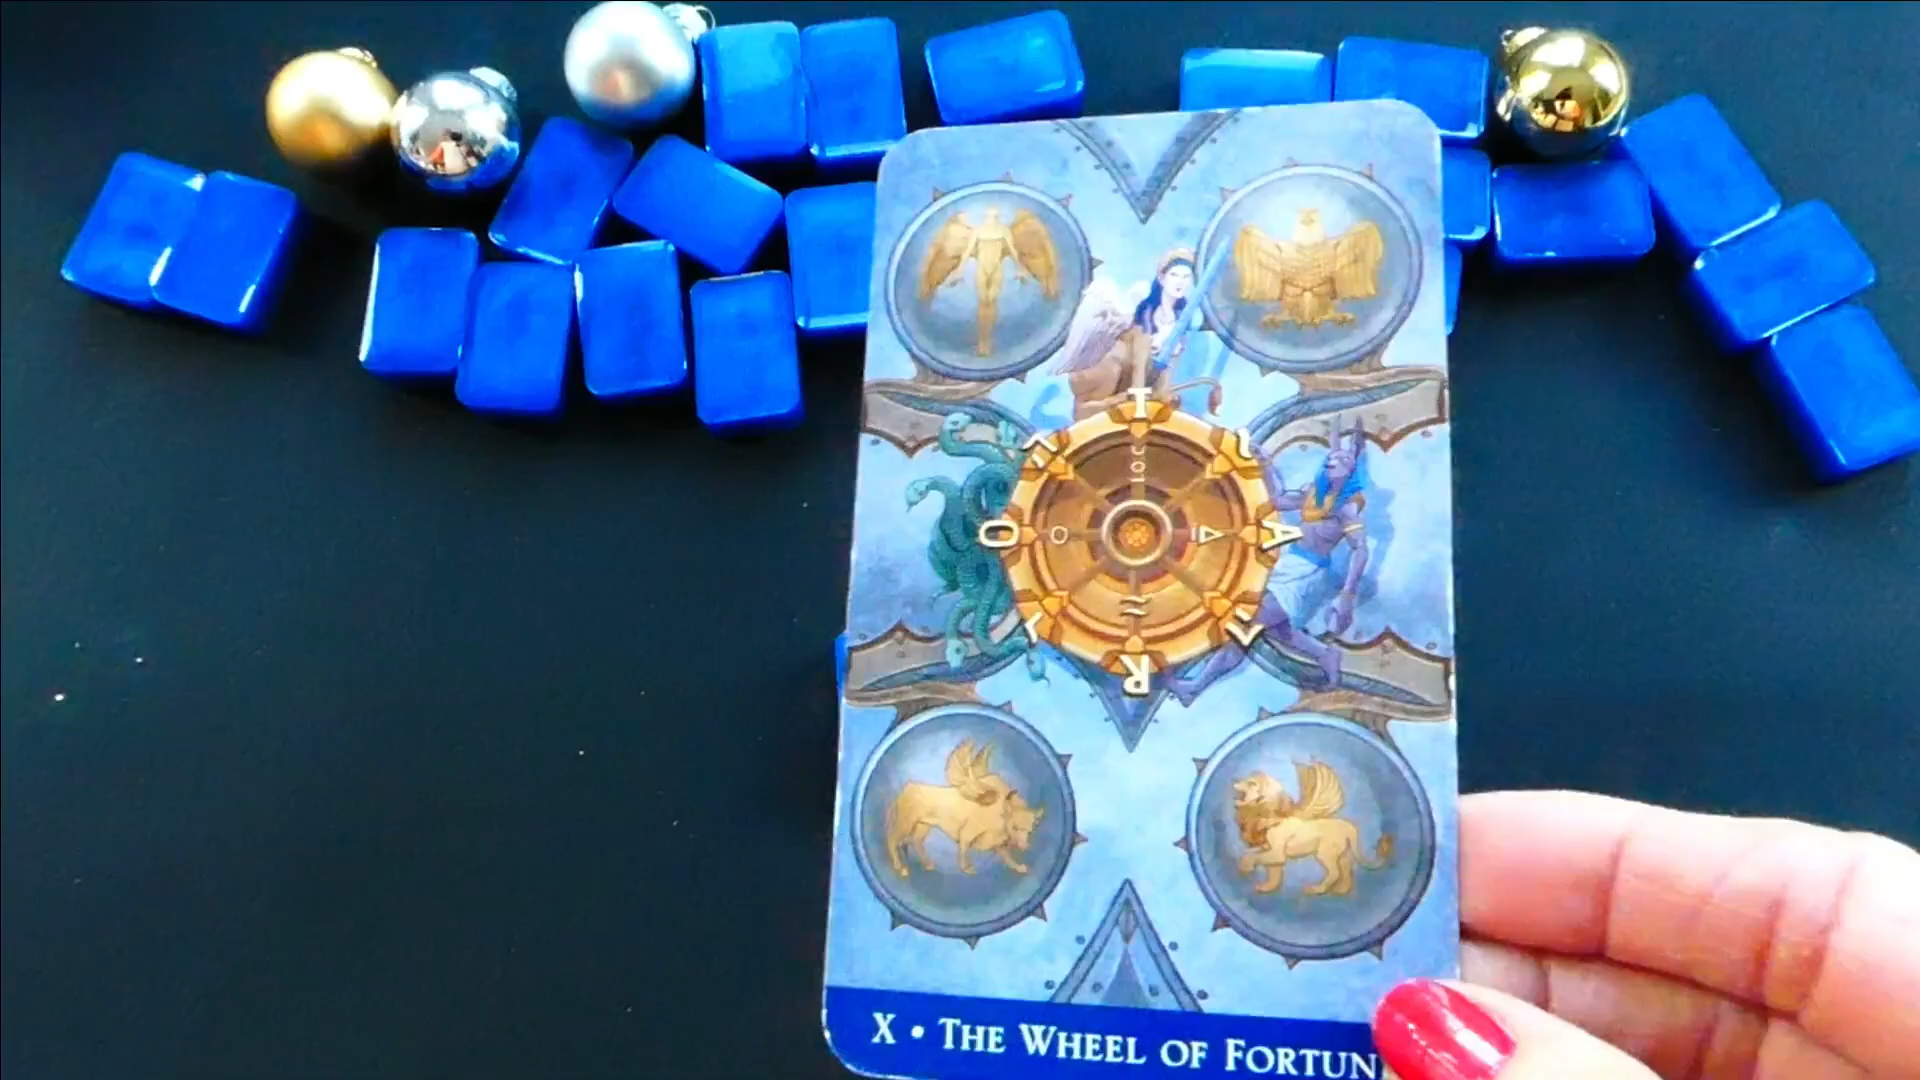 T
A
R
O
X • THE WHEEL OF FORTUN